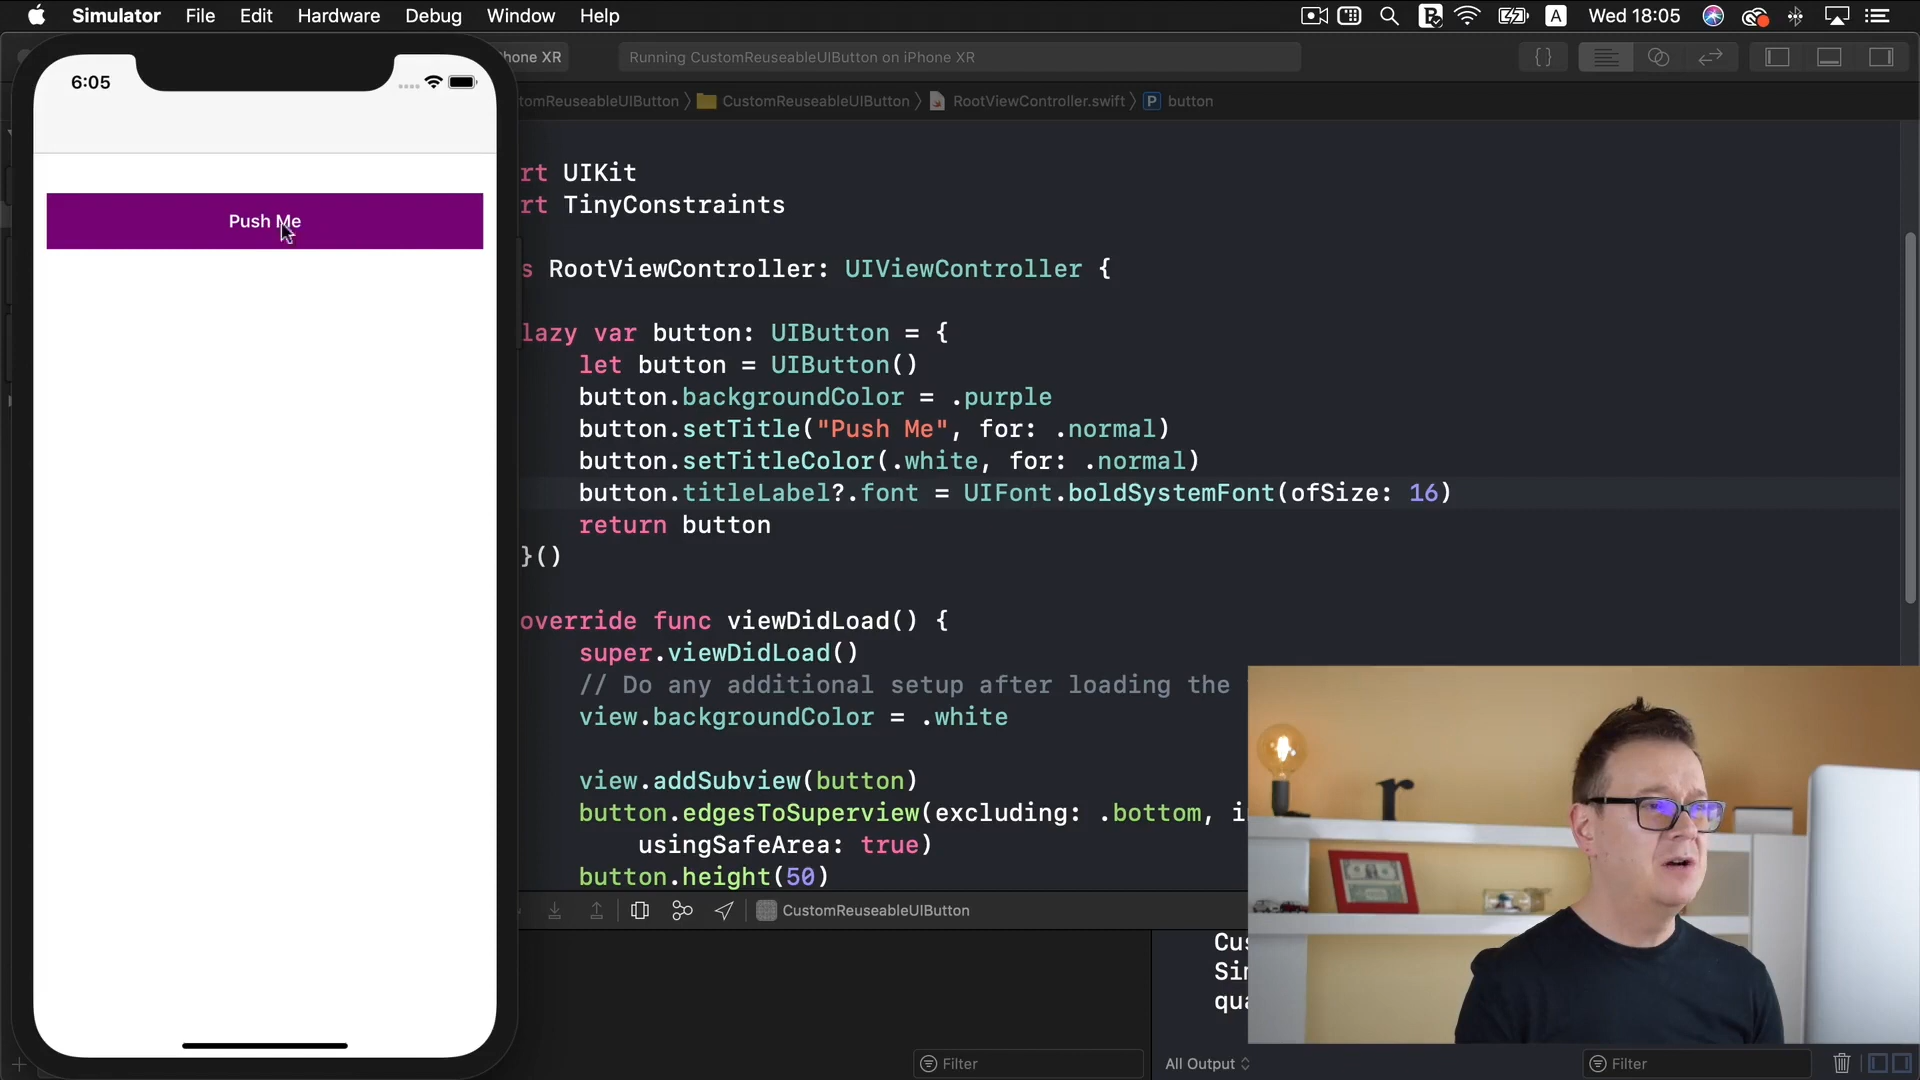 Simulator File Edit Hardware Debug Window Help A Wed 18:05
hone XR Running CustomReuseableUIButton on iPhone XR {}
6:05
tomReuseableUIButton CustomReuseableUIButton RootViewController.swift P button
rt UIKit
rt TinyConstraints
s RootViewController: UIViewController {
lazy var button: UIButton = {
let button = UIButton()
button.backgroundColor = .purple
button.setTitle("Push Me", for: .normal)
button.setTitleColor(.white, for: .normal)
button.titleLabel?.font = UIFont.boldSystemFont(ofSize: 16)
return button
}()
override func viewDidLoad() {
super.viewDidLoad()
// Do any additional setup after loading the
view.backgroundColor = .white
view.addSubview(button)
button.edgesToSuperview(excluding: .bottom, i
usingSafeArea: true)
button.height(50)
Push Me
CustomReuseableUIButton
Cus
Sim
qua
Filter
All Output
Filter
r